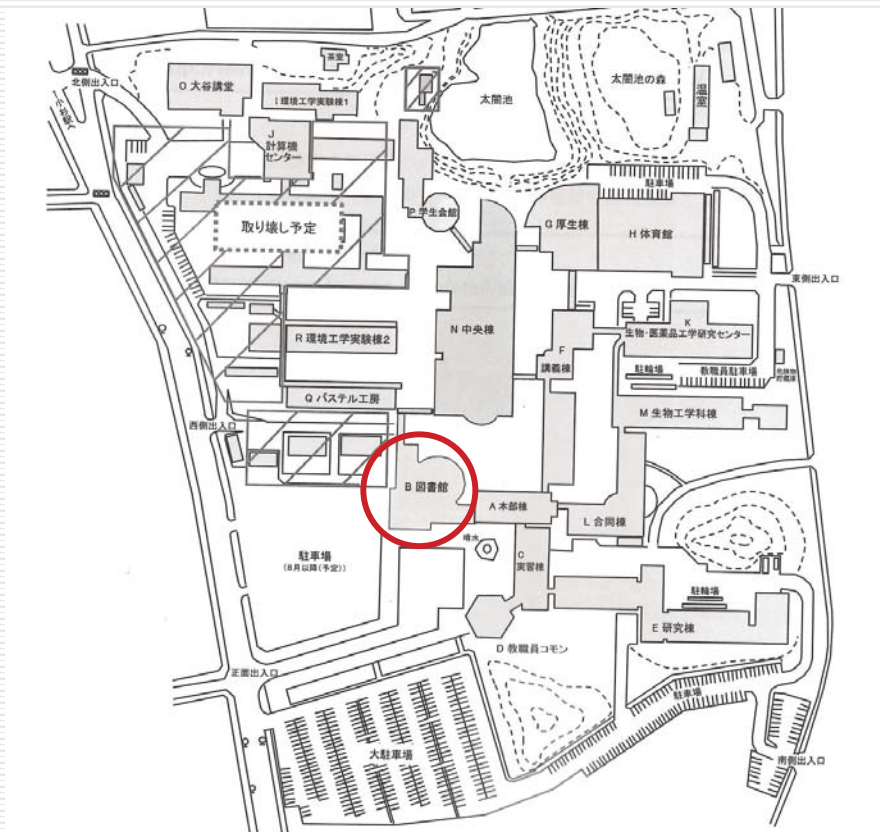 茶室
O 大谷講堂
北側出入口
I 環境工学実験棟1
太閤池
太閤池の森
温室
J
計算機
センター
駐車場
P 学生会館
G 厚生棟
H 体育館
取り壊し予定
東側出入口
N 中央棟
K
生物・医薬品工学研究センター
R 環境工学実験棟2
F
講義棟
駐輪場
教職員駐車場
危険物
貯蔵庫
Q パステル工房
M 生物工学科棟
西側出入口
B 図書館
A 本部棟
L 合同棟
噴水
C
実習棟
駐車場
(8月以降(予定))
駐輪場
E 研究棟
D 教職員コモン
正面出入口
駐車場
大駐車場
南側出入口